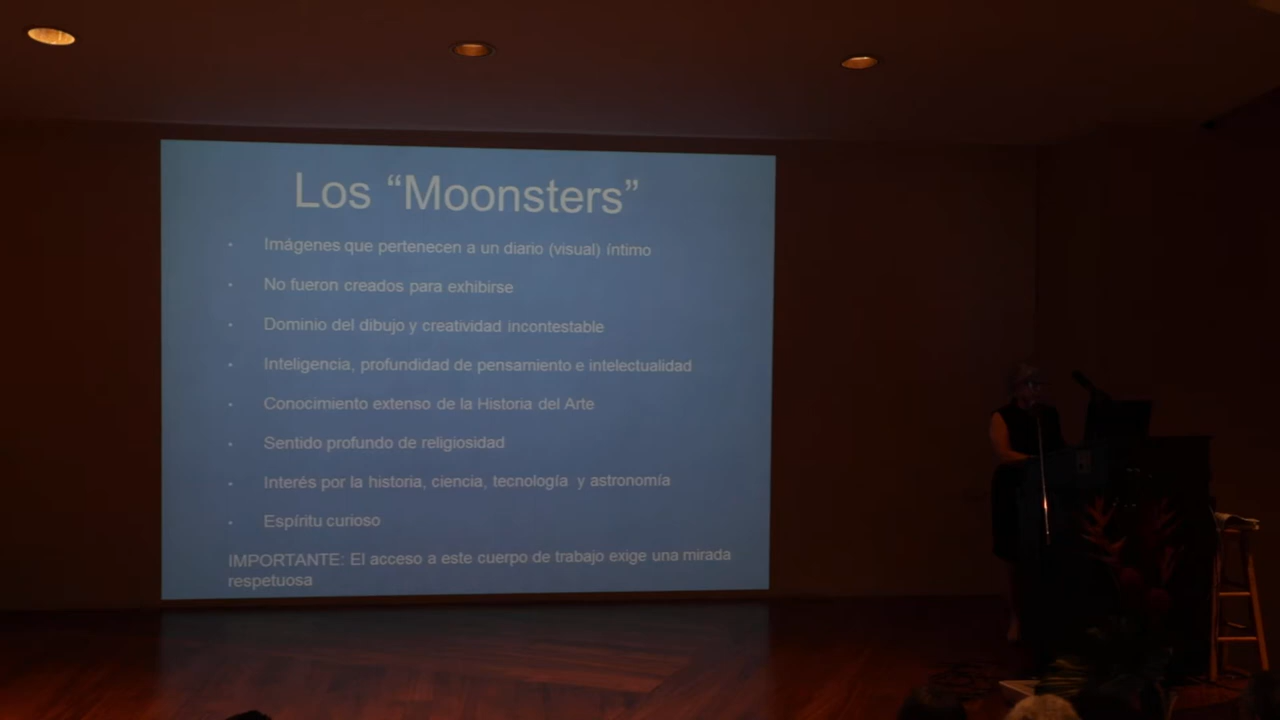 Los “Moonsters”
• Imágenes que pertenecen a un diario (visual) íntimo
• No fueron creados para exhibirse
• Dominio del dibujo y creatividad incontestable
• Inteligencia, profundidad de pensamiento e intelectualidad
• Conocimiento extenso de la Historia del Arte
• Sentido profundo de religiosidad
• Interés por la historia, ciencia, tecnología y astronomía
• Espíritu curioso
IMPORTANTE: El acceso a este cuerpo de trabajo exige una mirada
respetuosa